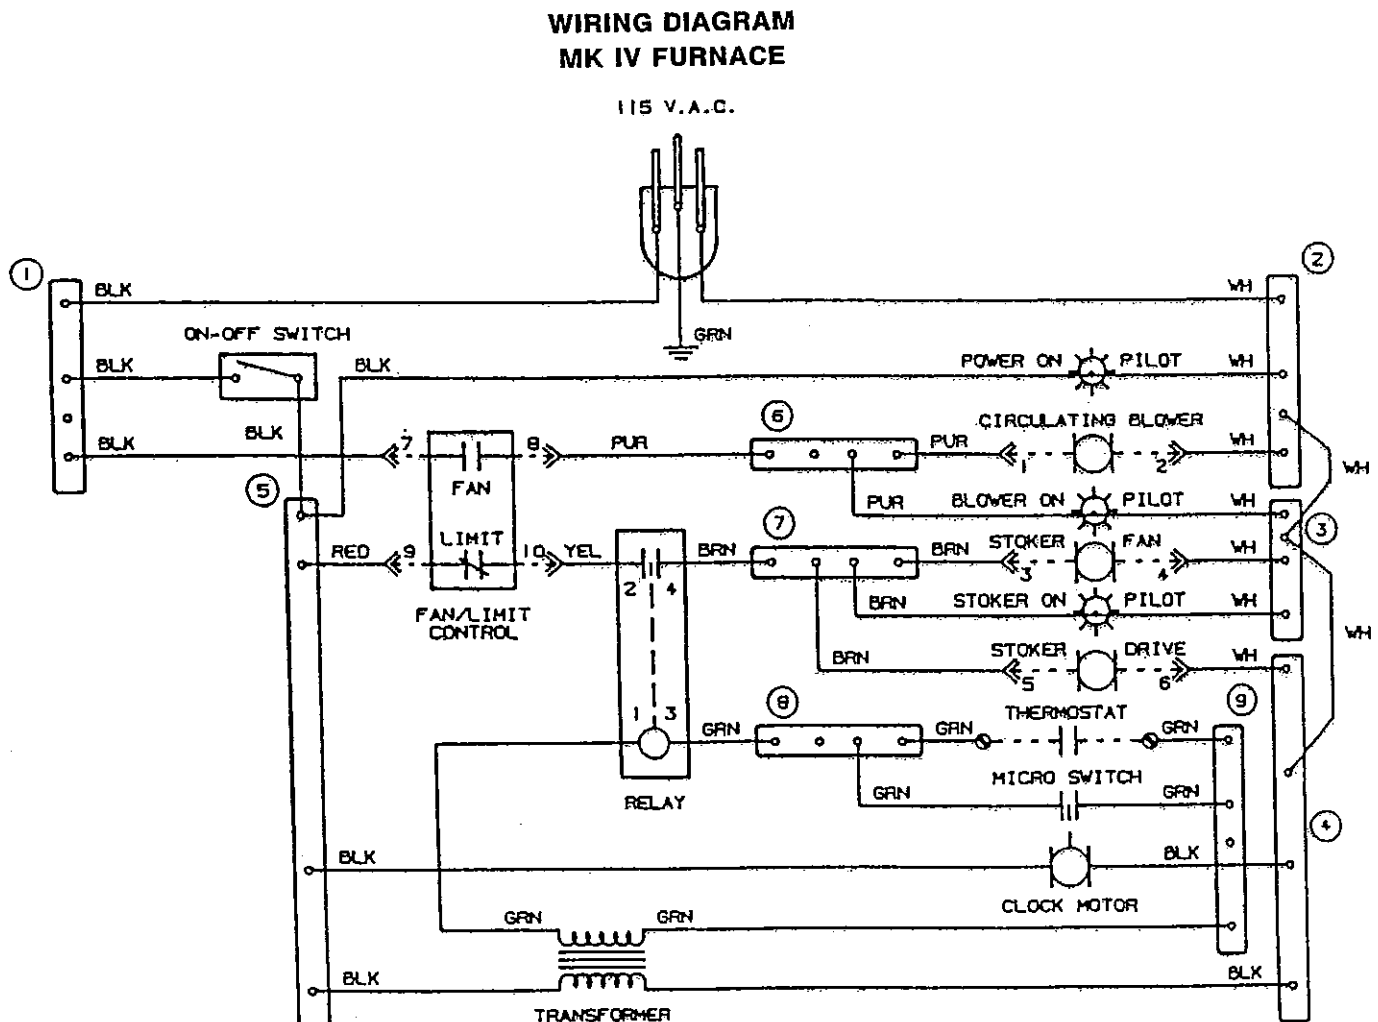 WIRING DIAGRAM
MK IV FURNACE
115 V.A.C.
1
2
BLK
WH
ON-OFF SWITCH
GRN
BLK
BLK
POWER ON
PILOT
WH
6
CIRCULATING BLOWER
BLK
BLK
7
8
PUR
PUR
1
2
WH
WH
FAN
5
PUR
BLOWER ON
PILOT
WH
7
3
RED
9
LIMIT
10
YEL
BRN
BRN
STOKER
FAN
WH
3
4
2
4
FAN/LIMIT
CONTROL
BRN
STOKER ON
PILOT
WH
WH
BRN
STOKER
DRIVE
WH
5
6
8
9
1
3
GRN
GRN
THERMOSTAT
GRN
RELAY
GRN
MICRO SWITCH
GRN
4
BLK
BLK
CLOCK MOTOR
GRN
GRN
BLK
BLK
TRANSFORMER